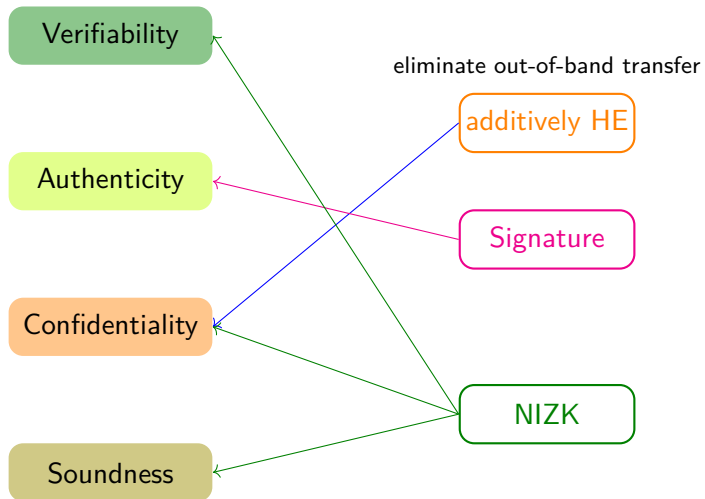 Verifiability
eliminate out-of-band transfer
additively HE
Authenticity
Signature
Confidentiality
NIZK
Soundness